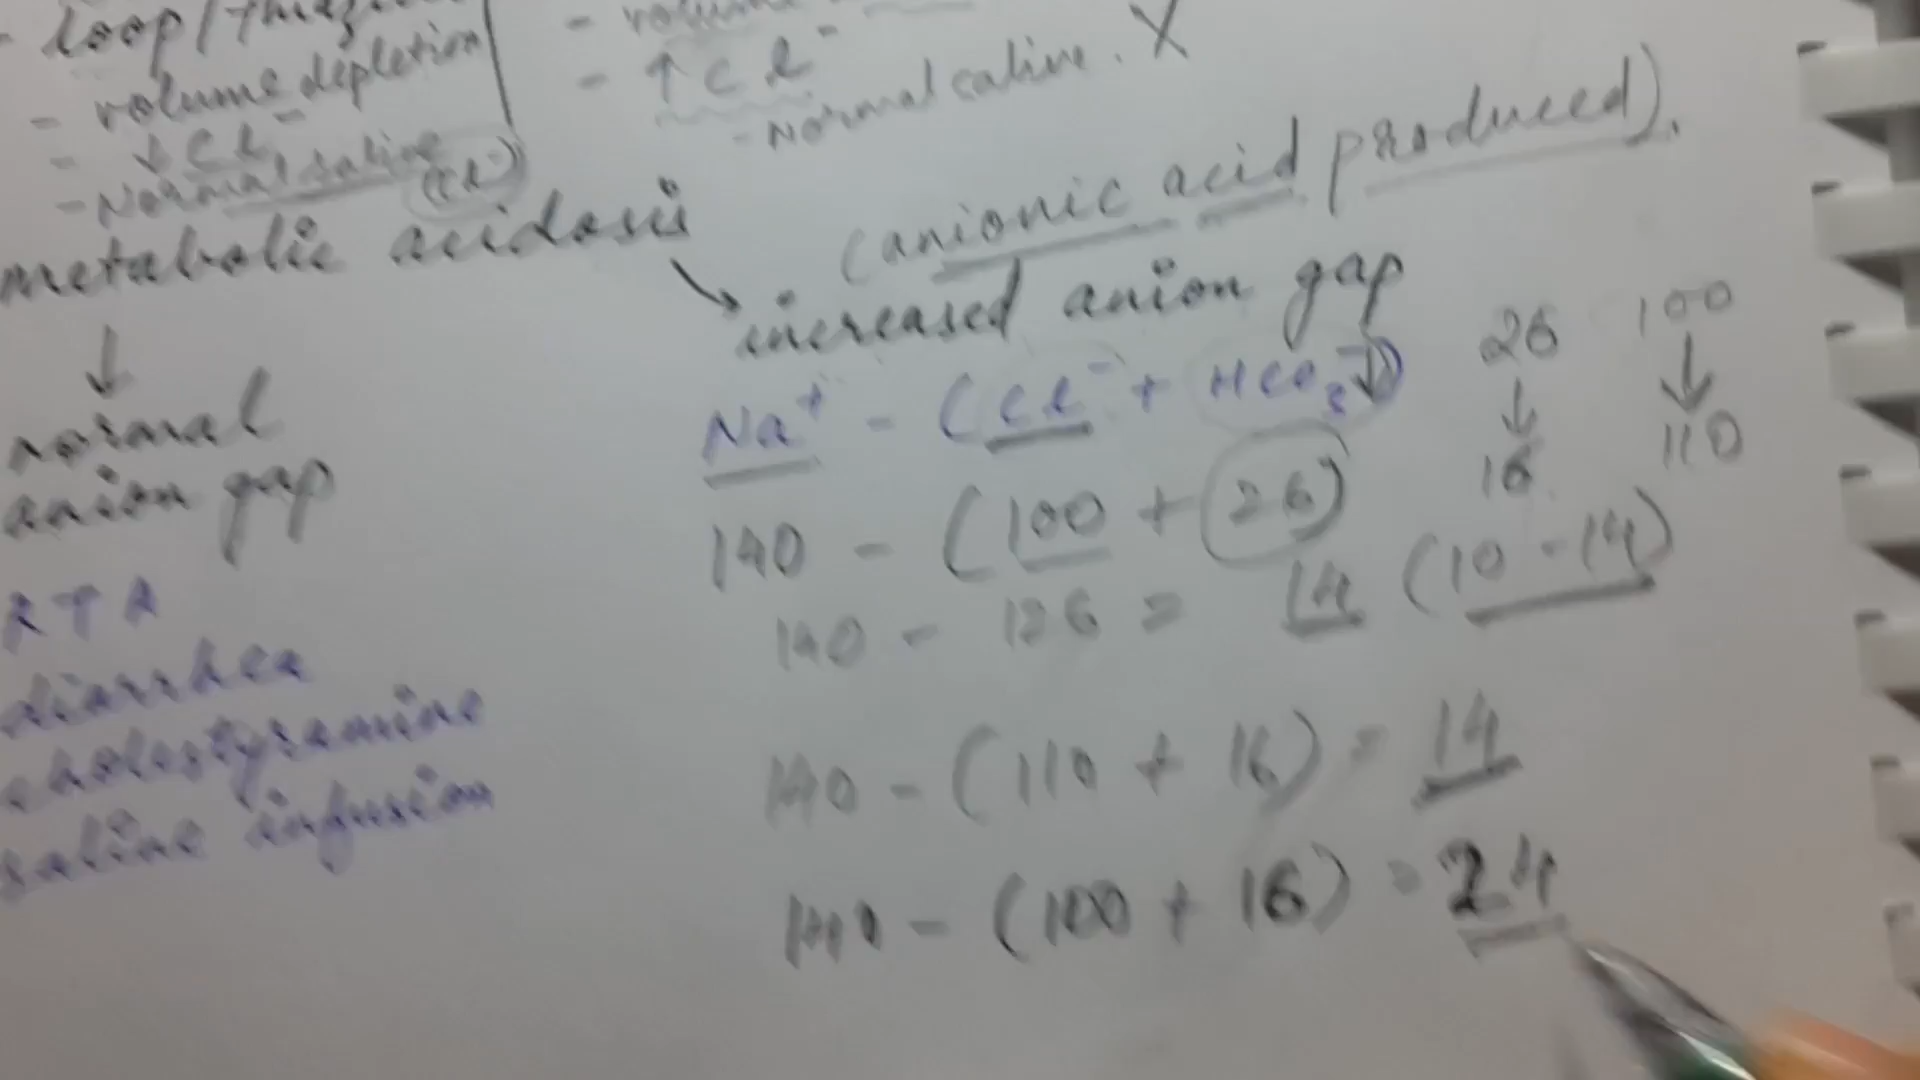 - loop/thiazi
- volume depletion
- ↓ Cl⁻
- Normal saline
(Cl⁻)
- volume
- ↑ Cl⁻
- Normal saline. X
metabolic acidosis
(anionic acid produced).
increased anion gap
↓
normal
anion gap
RTA
diarrhea
cholestyramine
saline infusion
Na⁺ - (Cl⁻ + HCO₃⁻↓)
26 100
↓ ↓
16 110
140 - (100 + 26)
140 - 126 = 14 (10 - 14)
140 - (110 + 16) = 14
140 - (100 + 16) = 24